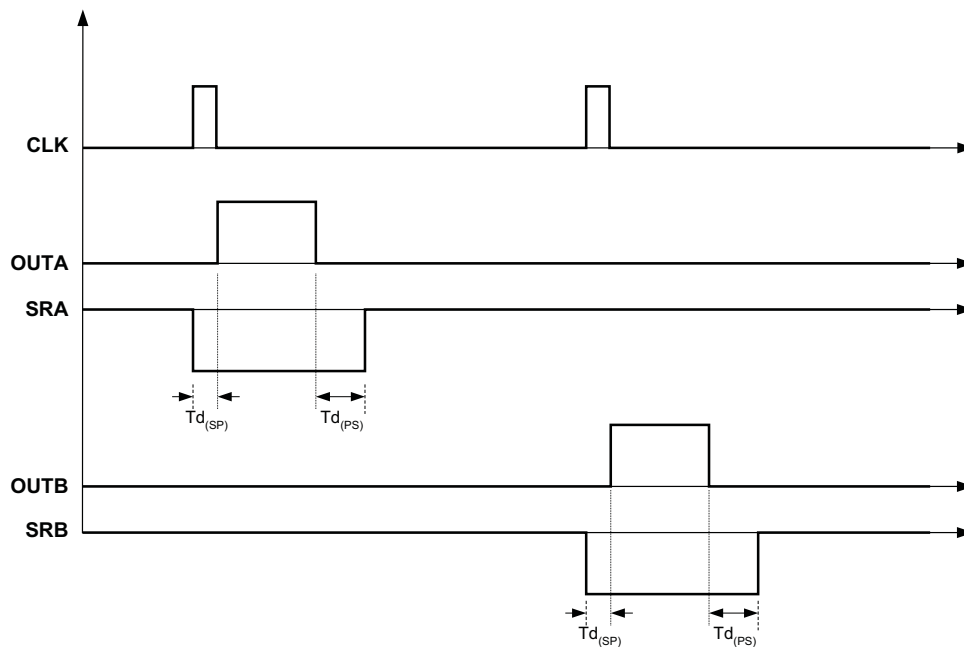 CLK
OUTA
SRA
Td(SP) Td(PS)
OUTB
SRB
Td(SP) Td(PS)